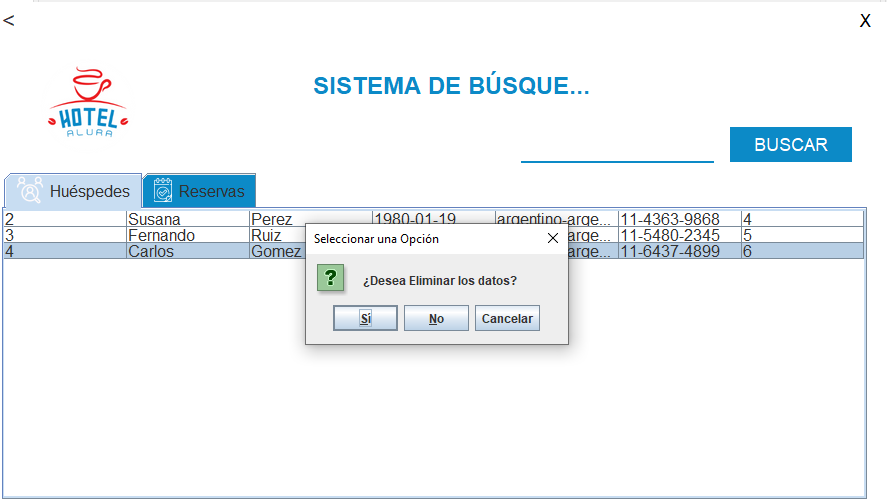 < X
SISTEMA DE BÚSQUE...
HOTEL
ALURA
BUSCAR
Huéspedes Reservas
2 Susana Perez 1980-01-19 argentino-arge... 11-4363-9868 4
3 Fernando Ruiz arge... 11-5480-2345 5
4 Carlos Gomez arge... 11-6437-4899 6
Seleccionar una Opción
? ¿Desea Eliminar los datos?
Sí No Cancelar